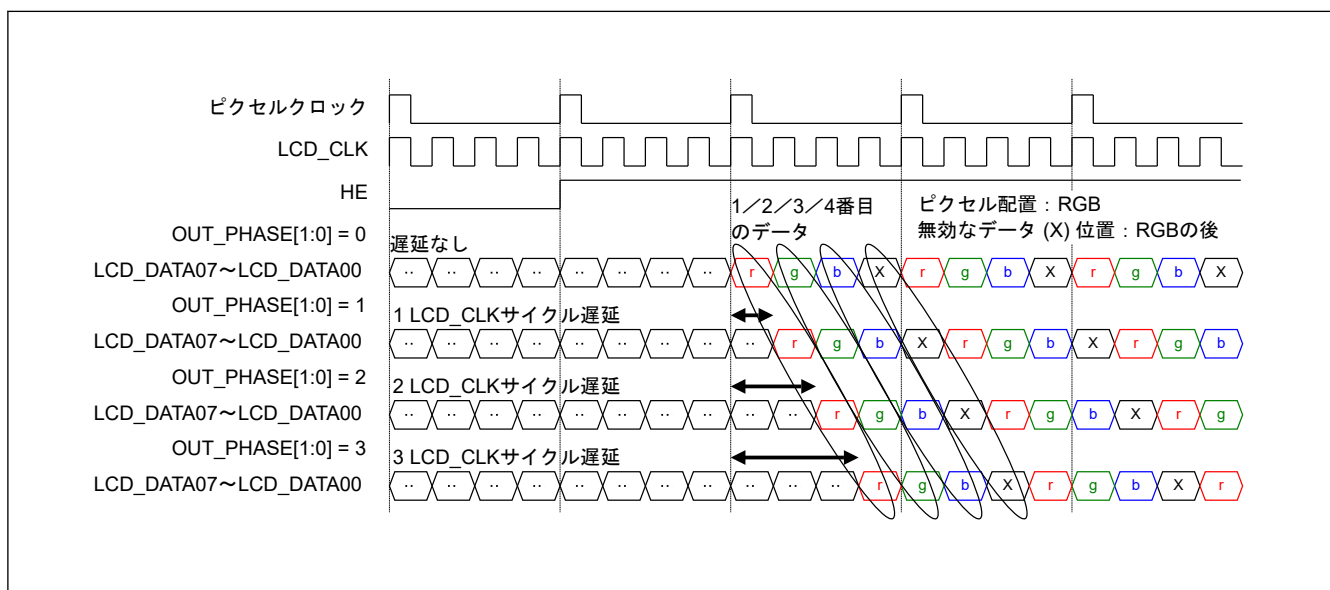 ピクセルクロック
LCD_CLK
HE
1／2／3／4番目
のデータ
ピクセル配置：RGB
無効なデータ (X) 位置：RGBの後
OUT_PHASE[1:0] = 0
遅延なし
LCD_DATA07～LCD_DATA00
·· ·· ·· ·· ·· ·· ·· ·· r g b X r g b X r g b X
OUT_PHASE[1:0] = 1
1 LCD_CLKサイクル遅延
LCD_DATA07～LCD_DATA00
·· ·· ·· ·· ·· ·· ·· ·· ·· r g b X r g b X r g b
OUT_PHASE[1:0] = 2
2 LCD_CLKサイクル遅延
LCD_DATA07～LCD_DATA00
·· ·· ·· ·· ·· ·· ·· ·· ·· ·· r g b X r g b X r g
OUT_PHASE[1:0] = 3
3 LCD_CLKサイクル遅延
LCD_DATA07～LCD_DATA00
·· ·· ·· ·· ·· ·· ·· ·· ·· ·· ·· r g b X r g b X r